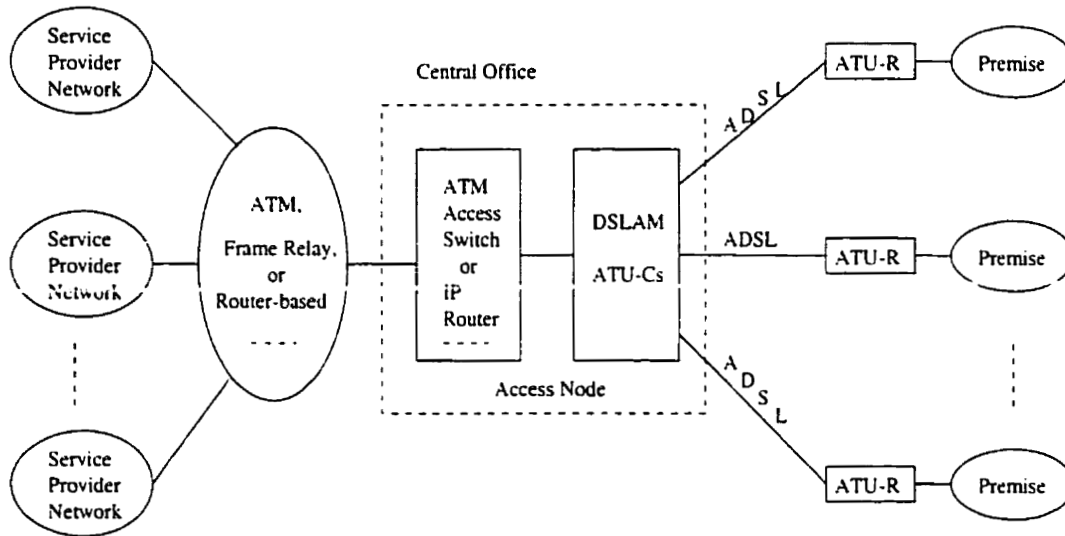 Service
Provider
Network
Service
Provider
Network
Service
Provider
Network
ATM,
Frame Relay,
or
Router-based
Central Office
ATM
Access
Switch
or
IP
Router
DSLAM
ATU-Cs
Access Node
ADSL
ADSL
ADSL
ATU-R
Premise
ATU-R
Premise
ATU-R
Premise